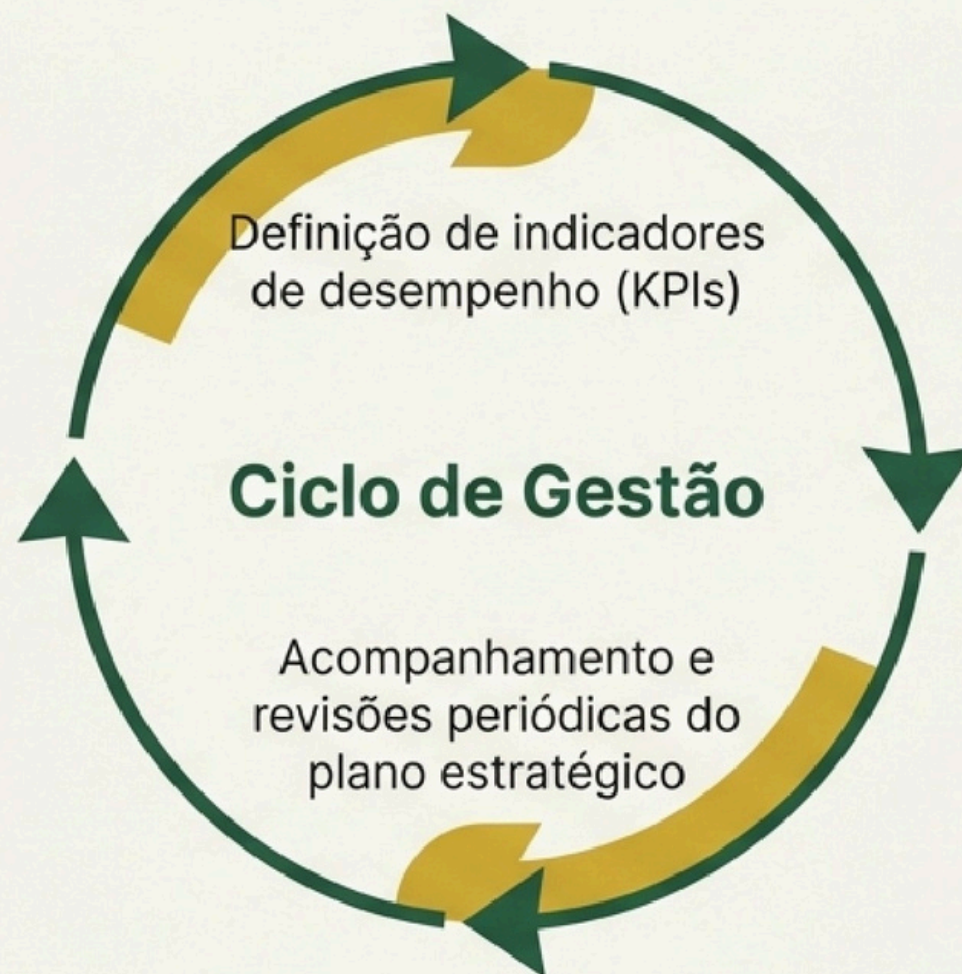 Definição de indicadores
de desempenho (KPIs)
Ciclo de Gestão
Acompanhamento e
revisões periódicas do
plano estratégico